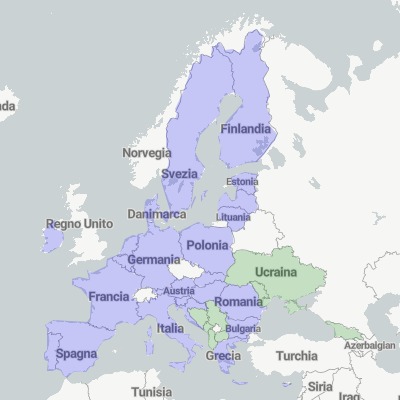 nda
Finlandia
Norvegia
Svezia
Estonia
Danimarca
Lituania
Regno Unito
Polonia
Germania
Ucraina
Austria
Francia
Romania
Italia
Bulgaria
Azerbaigian
Spagna
Grecia
Turchia
Siria
Tunisia
Iraq